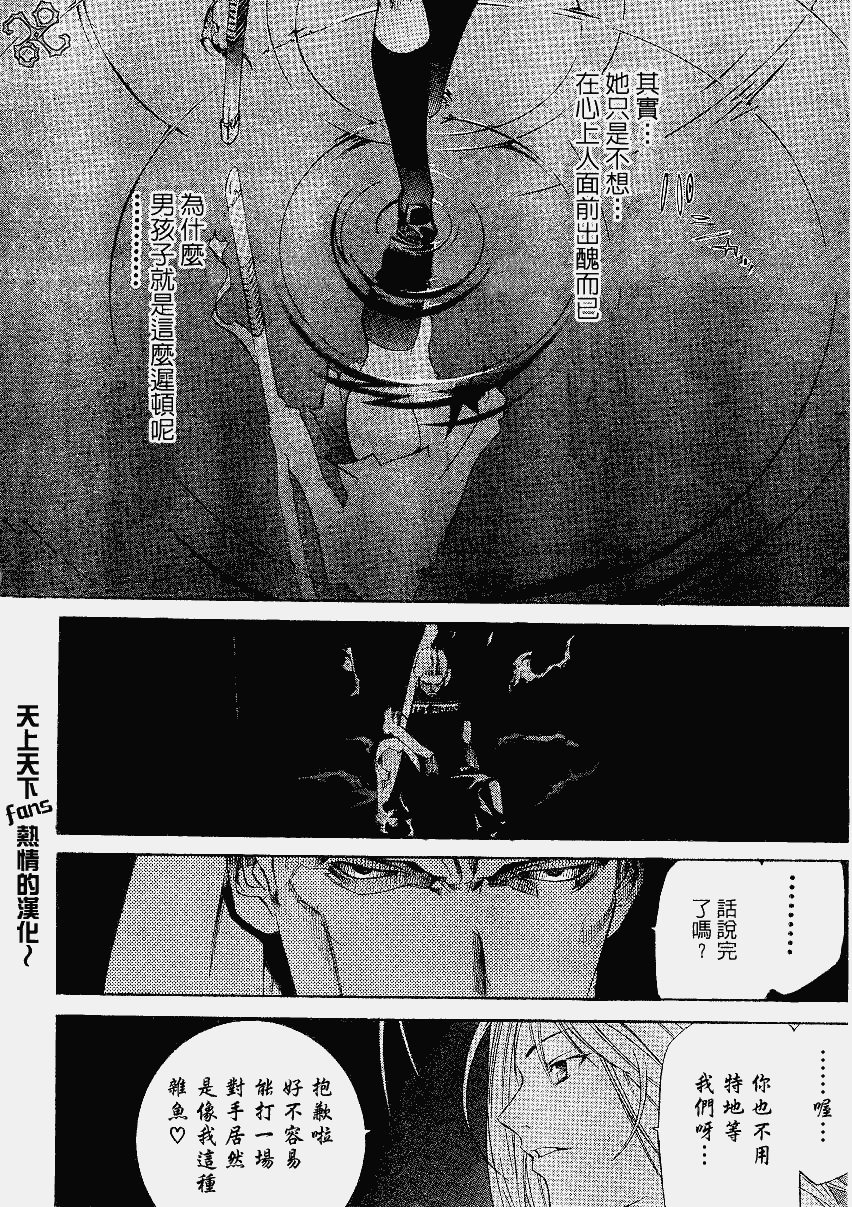 其實…
她只是不想…
在心上人面前出醜而已
為什麼
男孩子就是這麼遲頓呢
…………
…………
話說完
了嗎？
………喔…
你也不用
特地等
我們呀…
抱歉啦
好不容易
能打一場
對手居然
是像我這種
雜魚♡
天上天下
fans
熱情的漢化~